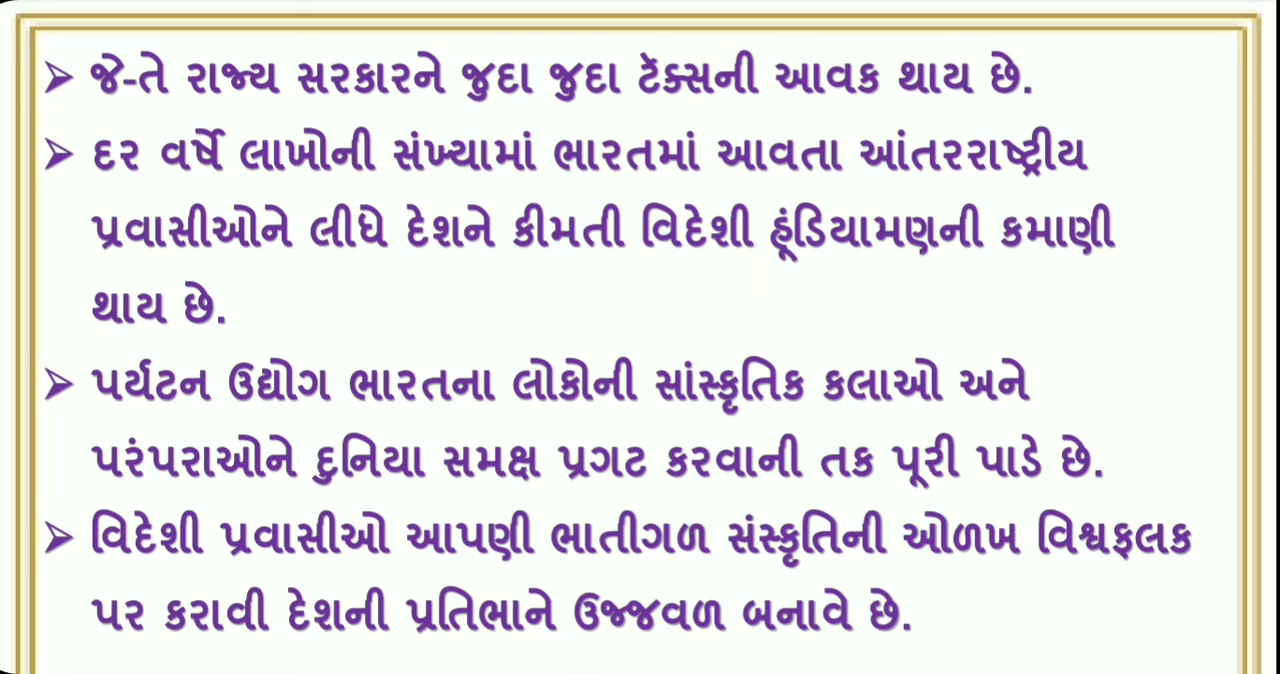 ➢ જે-તે રાજ્ય સરકારને જુદા જુદા ટૅક્સની આવક થાય છે.
➢ દર વર્ષે લાખોની સંખ્યામાં ભારતમાં આવતા આંતરરાષ્ટ્રીય
પ્રવાસીઓને લીધે દેશને કીમતી વિદેશી હૂંડિયામણની કમાણી
થાય છે.
➢ પર્યટન ઉદ્યોગ ભારતના લોકોની સાંસ્કૃતિક કલાઓ અને
પરંપરાઓને દુનિયા સમક્ષ પ્રગટ કરવાની તક પૂરી પાડે છે.
➢ વિદેશી પ્રવાસીઓ આપણી ભાતીગળ સંસ્કૃતિની ઓળખ વિશ્વફલક
પર કરાવી દેશની પ્રતિભાને ઉજ્જવળ બનાવે છે.